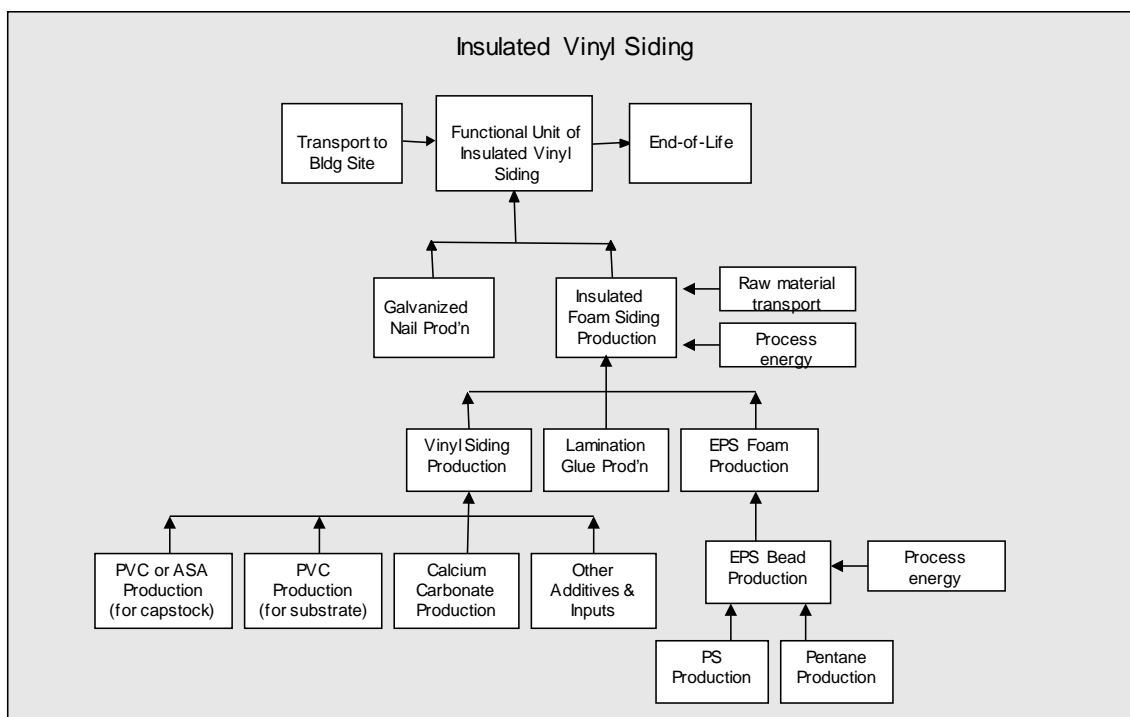 Insulated Vinyl Siding
Transport to
Bldg Site
Functional Unit of
Insulated Vinyl
Siding
End-of-Life
Galvanized
Nail Prod'n
Insulated
Foam Siding
Production
Raw material
transport
Process
energy
Vinyl Siding
Production
Lamination
Glue Prod'n
EPS Foam
Production
PVC or ASA
Production
(for capstock)
PVC
Production
(for substrate)
Calcium
Carbonate
Production
Other
Additives &
Inputs
EPS Bead
Production
Process
energy
PS
Production
Pentane
Production